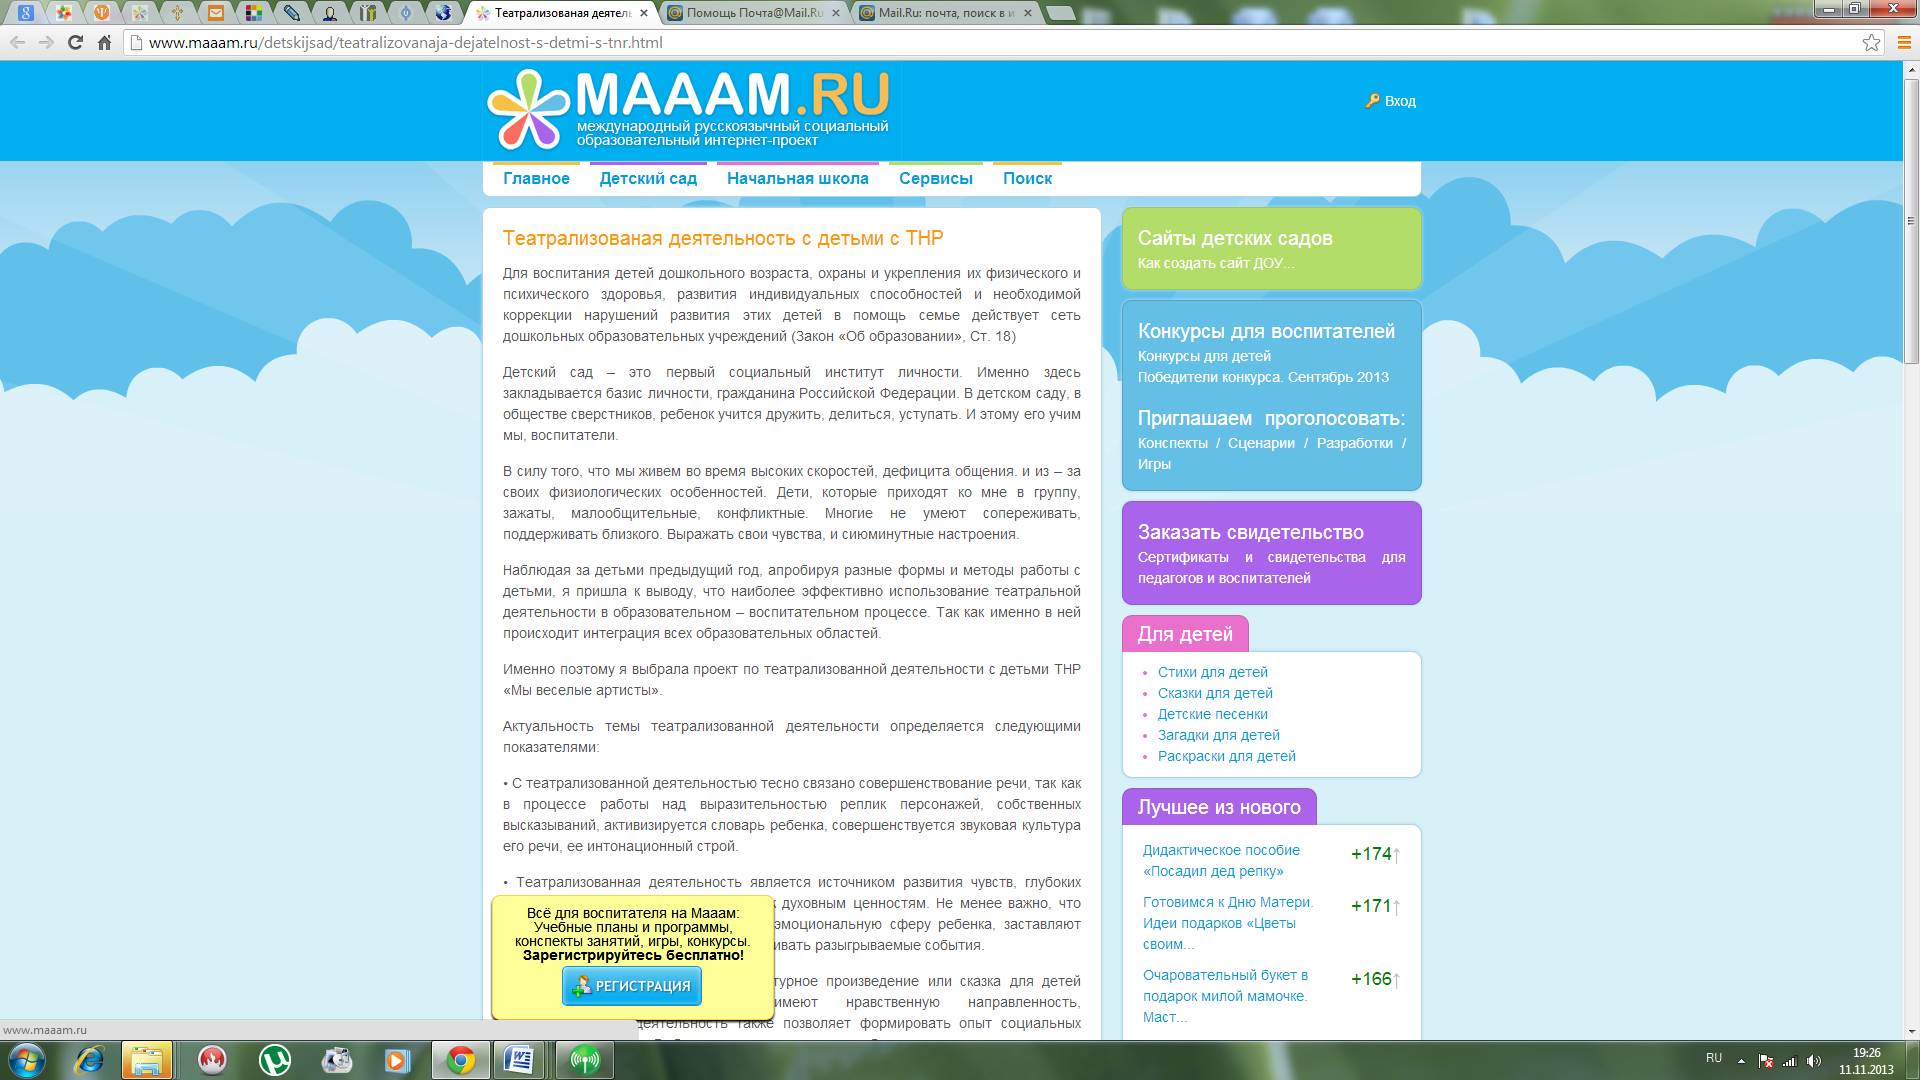 Театрализованая деятель
Помощь Почта@Mail.Ru
Mail.Ru: почта, поиск в и
www.maaam.ru/detskijsad/teatralizovanaja-dejatelnost-s-detmi-s-tnr.html
МАААМ.RU
международный русскоязычный социальный
образовательный интернет-проект
Вход
Главное
Детский сад
Начальная школа
Сервисы
Поиск
Театрализованая деятельность с детьми с ТНР
Для воспитания детей дошкольного возраста, охраны и укрепления их физического и
психического здоровья, развития индивидуальных способностей и необходимой
коррекции нарушений развития этих детей в помощь семье действует сеть
дошкольных образовательных учреждений (Закон «Об образовании», Ст. 18)
Детский сад – это первый социальный институт личности. Именно здесь
закладывается базис личности, гражданина Российской Федерации. В детском саду, в
обществе сверстников, ребенок учится дружить, делиться, уступать. И этому его учим
мы, воспитатели.
В силу того, что мы живем во время высоких скоростей, дефицита общения. и из – за
своих физиологических особенностей. Дети, которые приходят ко мне в группу,
зажаты, малообщительные, конфликтные. Многие не умеют сопереживать,
поддерживать близкого. Выражать свои чувства, и сиюминутные настроения.
Наблюдая за детьми предыдущий год, апробируя разные формы и методы работы с
детьми, я пришла к выводу, что наиболее эффективно использование театральной
деятельности в образовательном – воспитательном процессе. Так как именно в ней
происходит интеграция всех образовательных областей.
Именно поэтому я выбрала проект по театрализованной деятельности с детьми ТНР
«Мы веселые артисты».
Актуальность темы театрализованной деятельности определяется следующими
показателями:
• С театрализованной деятельностью тесно связано совершенствование речи, так как
в процессе работы над выразительностью реплик персонажей, собственных
высказываний, активизируется словарь ребенка, совершенствуется звуковая культура
его речи, ее интонационный строй.
• Театрализованная деятельность является источником развития чувств, глубоких
духовным ценностям. Не менее важно, что
эмоциональную сферу ребенка, заставляют
разыгрываемые события.
произведение или сказка для детей
нравственную направленность,
также позволяет формировать опыт социальных
Всё для воспитателя на Мааам:
Учебные планы и программы,
конспекты занятий, игры, конкурсы.
Зарегистрируйтесь бесплатно!
РЕГИСТРАЦИЯ
Сайты детских садов
Как создать сайт ДОУ...
Конкурсы для воспитателей
Конкурсы для детей
Победители конкурса. Сентябрь 2013
Приглашаем проголосовать:
Конспекты / Сценарии / Разработки /
Игры
Заказать свидетельство
Сертификаты и свидетельства для
педагогов и воспитателей
Для детей
• Стихи для детей
• Сказки для детей
• Детские песенки
• Загадки для детей
• Раскраски для детей
Лучшее из нового
Дидактическое пособие +174↑
«Посадил дед репку»
Готовимся к Дню Матери. +171↑
Идеи подарков «Цветы
своим...
Очаровательный букет в +166↑
подарок милой мамочке.
Маст...
www.maaam.ru
RU
19:26
11.11.2013